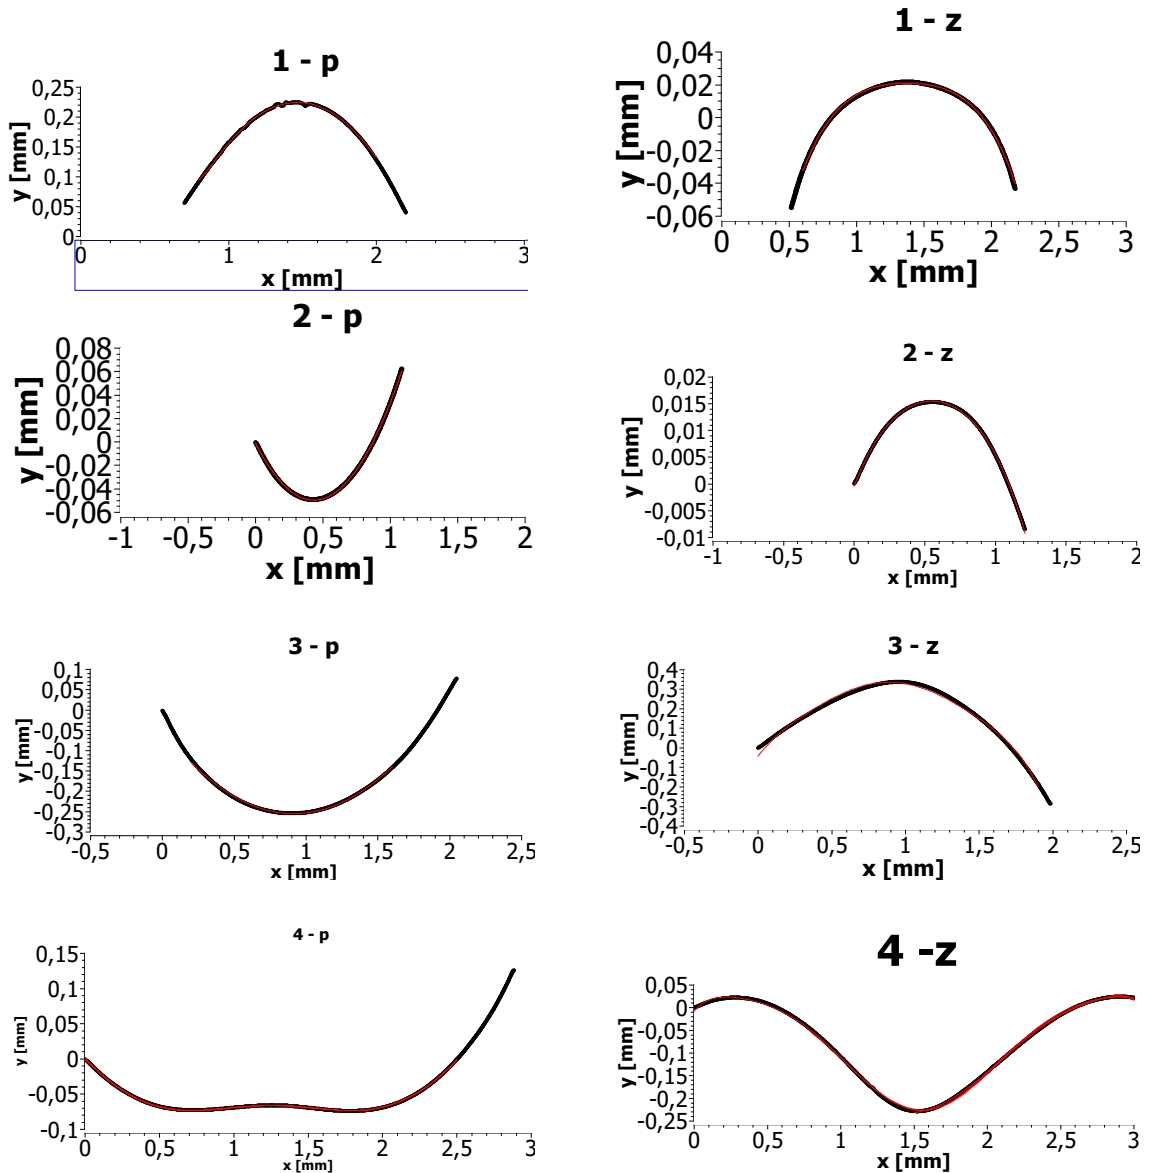 1 - p
0,25
0,2
0,15
0,1
0,05
0
y [mm]
0 1 2 3
x [mm]
1 - z
0,04
0,02
0
-0,02
-0,04
-0,06
y [mm]
0 0,5 1 1,5 2 2,5 3
x [mm]
2 - p
0,08
0,06
0,04
0,02
0
-0,02
-0,04
-0,06
y [mm]
-1 -0,5 0 0,5 1 1,5 2
x [mm]
2 - z
0,02
0,015
0,01
0,005
0
-0,005
-0,01
y [mm]
-1 -0,5 0 0,5 1 1,5 2
x [mm]
3 - p
0,1
0,05
0
-0,05
-0,1
-0,15
-0,2
-0,25
-0,3
y [mm]
-0,5 0 0,5 1 1,5 2 2,5
x [mm]
3 - z
0,4
0,3
0,2
0,1
0
-0,1
-0,2
-0,3
-0,4
y [mm]
-0,5 0 0,5 1 1,5 2 2,5
x [mm]
4 - p
0,15
0,1
0,05
0
-0,05
-0,1
y [mm]
0 0,5 1 1,5 2 2,5 3
x [mm]
4 -z
0,05
0
-0,05
-0,1
-0,15
-0,2
-0,25
y [mm]
0 0,5 1 1,5 2 2,5 3
x [mm]